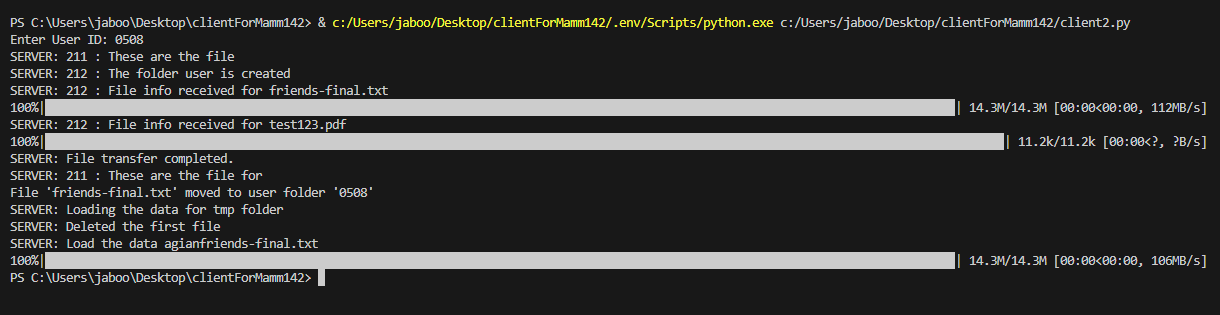 PS C:\Users\jaboo\Desktop\clientForMamm142> & c:/Users/jaboo/Desktop/clientForMamm142/.env/Scripts/python.exe c:/Users/jaboo/Desktop/clientForMamm142/client2.py
Enter User ID: 0508
SERVER: 211 : These are the file
SERVER: 212 : The folder user is created
SERVER: 212 : File info received for friends-final.txt
100%| | 14.3M/14.3M [00:00<00:00, 112MB/s]
SERVER: 212 : File info received for test123.pdf
100%| | 11.2k/11.2k [00:00<?, ?B/s]
SERVER: File transfer completed.
SERVER: 211 : These are the file for
File 'friends-final.txt' moved to user folder '0508'
SERVER: Loading the data for tmp folder
SERVER: Deleted the first file
SERVER: Load the data agianfriends-final.txt
100%| | 14.3M/14.3M [00:00<00:00, 106MB/s]
PS C:\Users\jaboo\Desktop\clientForMamm142>